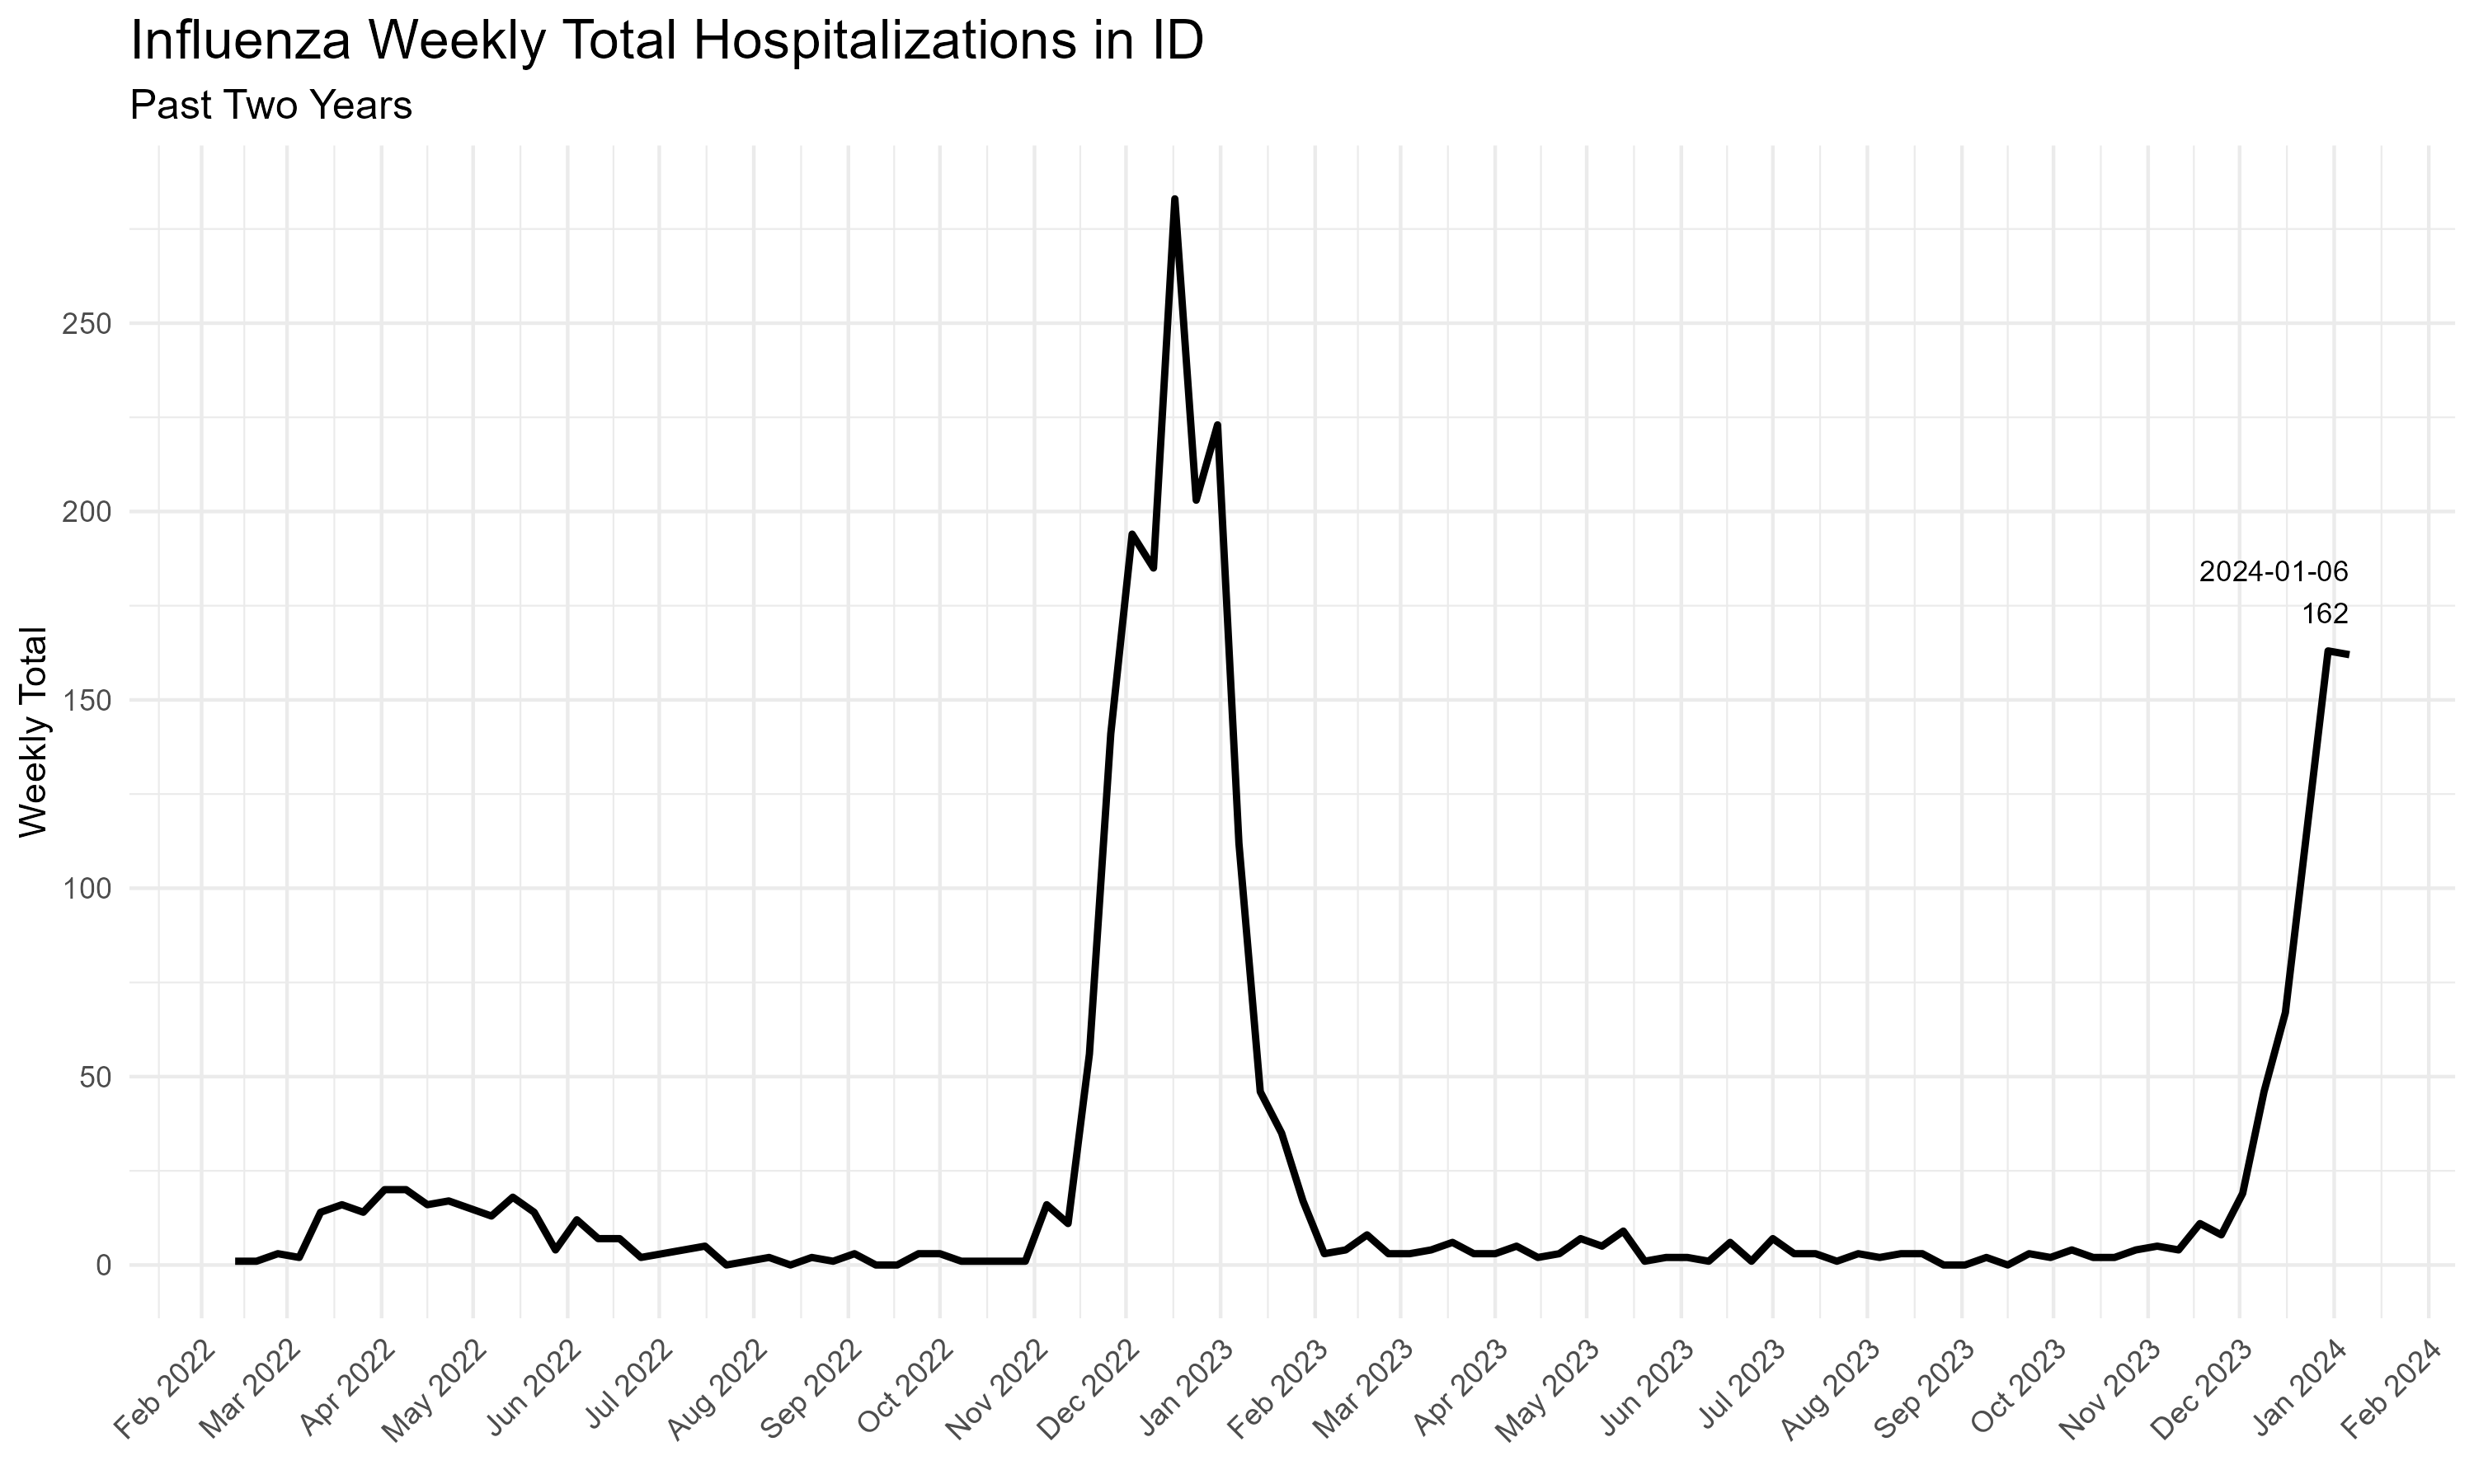 Influenza Weekly Total Hospitalizations in ID
Past Two Years
Weekly Total
250
200
150
100
50
0
2024-01-06
162
Feb 2022
Mar 2022
Apr 2022
May 2022
Jun 2022
Jul 2022
Aug 2022
Sep 2022
Oct 2022
Nov 2022
Dec 2022
Jan 2023
Feb 2023
Mar 2023
Apr 2023
May 2023
Jun 2023
Jul 2023
Aug 2023
Sep 2023
Oct 2023
Nov 2023
Dec 2023
Jan 2024
Feb 2024